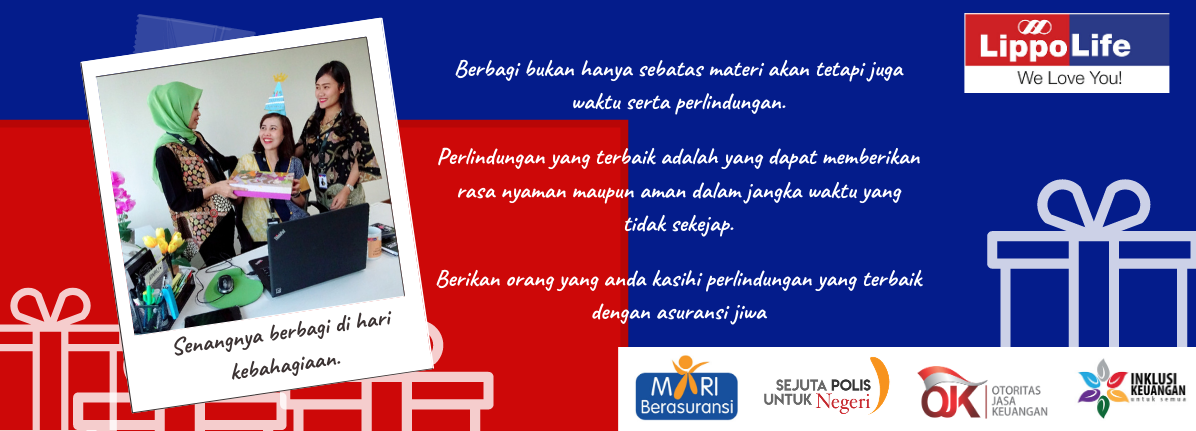 Berbagi bukan hanya sebatas materi akan tetapi juga
waktu serta perlindungan.
Perlindungan yang terbaik adalah yang dapat memberikan
rasa nyaman maupun aman dalam jangka waktu yang
tidak sekejap.
Berikan orang yang anda kasihi perlindungan yang terbaik
dengan asuransi jiwa
LippoLife
We Love You!
Senangnya berbagi di hari
kebahagiaan.
MARI
Berasuransi
SEJUTA POLIS
UNTUK Negeri
OJK
OTORITAS
JASA
KEUANGAN
INKLUSI
KEUANGAN
untuk semua